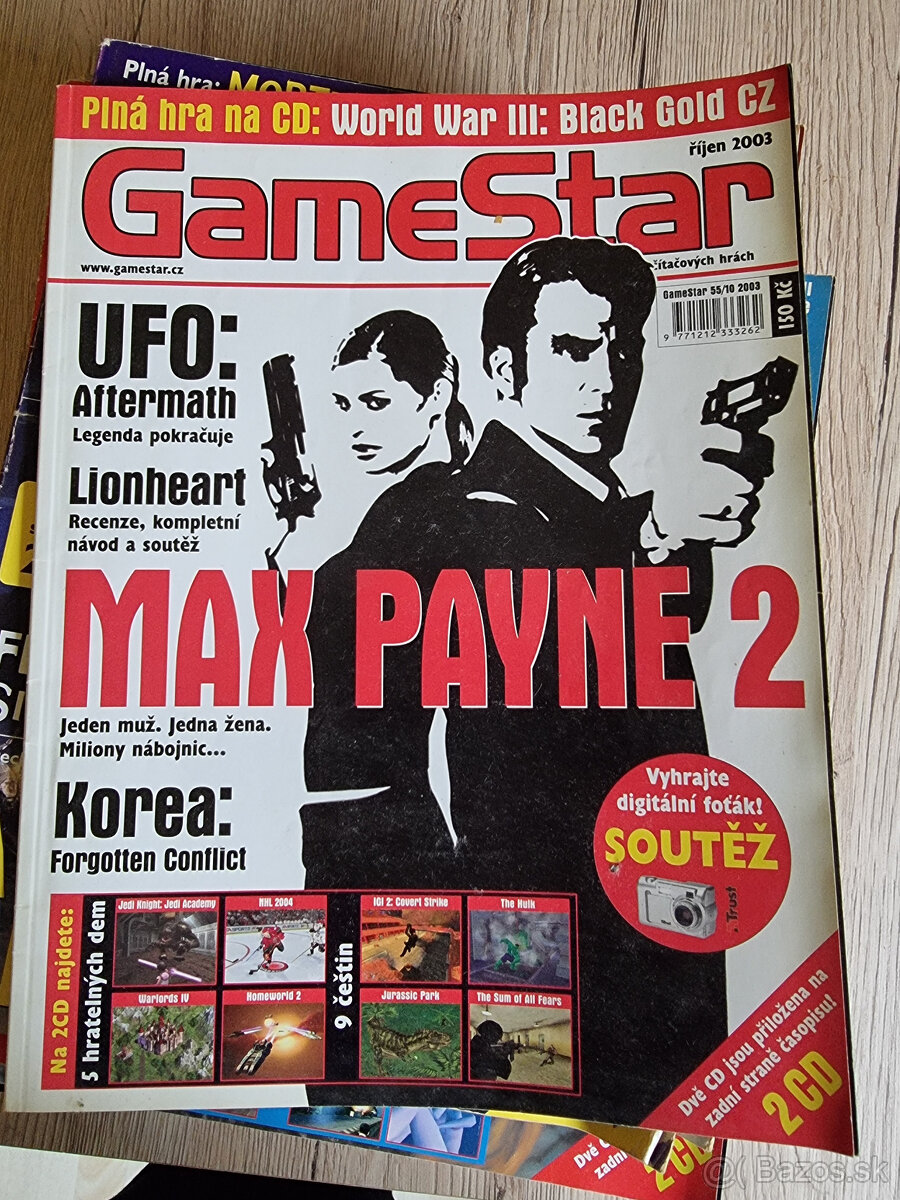 Plná hra:
Plná hra na CD: World War III: Black Gold CZ
říjen 2003
GameStar
www.gamestar.cz
čítačových hrách
GameStar 55/10 2003
9 771212 333262
150 Kč
UFO:
Aftermath
Legenda pokračuje
Lionheart
Recenze, kompletní
návod a soutěž
MAX PAYNE 2
Jeden muž. Jedna žena.
Miliony nábojnic...
Korea:
Forgotten Conflict
Vyhrajte
digitální foťák!
SOUTĚŽ
Trust
Na 2CD najdete:
5 hratelných dem
Jedi Knight: Jedi Academy
NHL 2004
Warlords IV
Homeworld 2
9 češtin
IGI 2: Covert Strike
The Hulk
Jurassic Park
The Sum of All Fears
Dvě CD jsou přiložena na
zadní straně časopisu!
2 CD
Dvě
zadní
2 CD
@ Bazos.sk